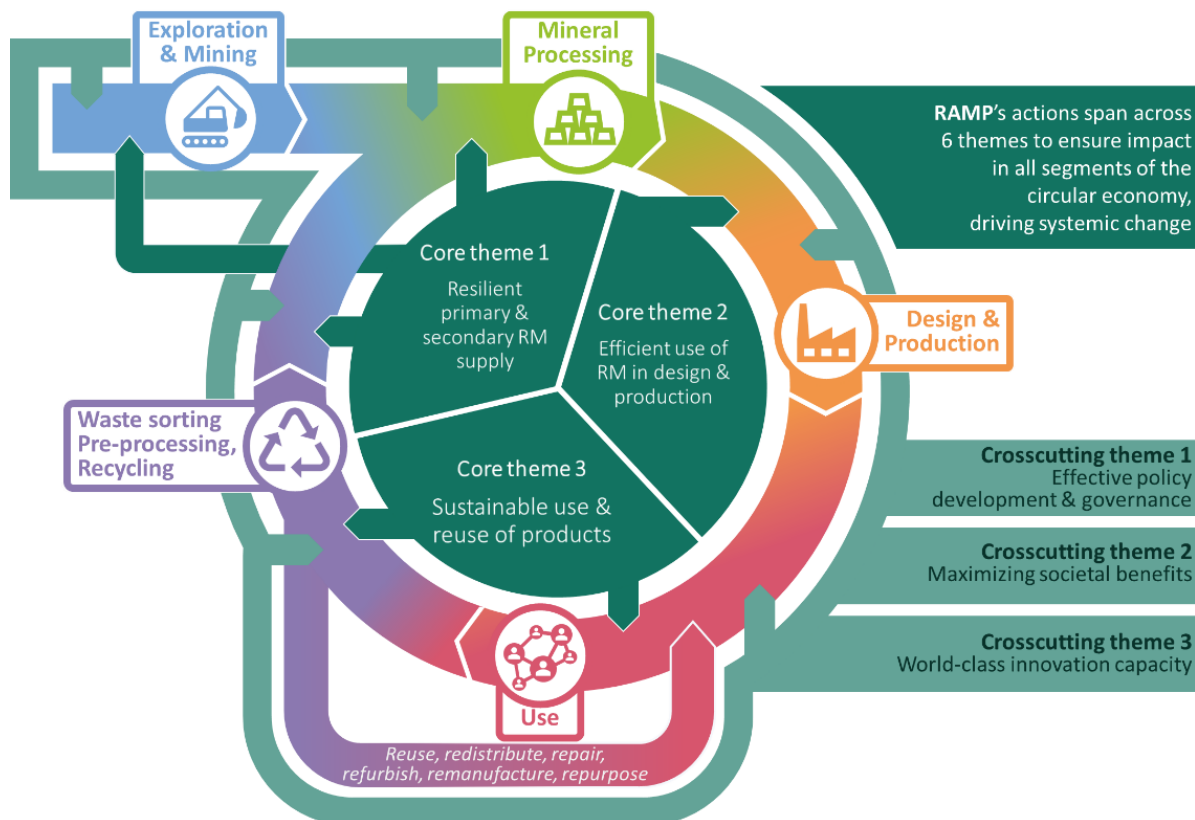 Exploration
& Mining
Mineral
Processing
RAMP's actions span across
6 themes to ensure impact
in all segments of the
circular economy,
driving systemic change
Core theme 1
Resilient
primary &
secondary RM
supply
Core theme 2
Efficient use of
RM in design &
production
Design &
Production
Waste sorting
Pre-processing,
Recycling
Core theme 3
Sustainable use &
reuse of products
Crosscutting theme 1
Effective policy
development & governance
Crosscutting theme 2
Maximizing societal benefits
Crosscutting theme 3
World-class innovation capacity
Use
Reuse, redistribute, repair,
refurbish, remanufacture, repurpose